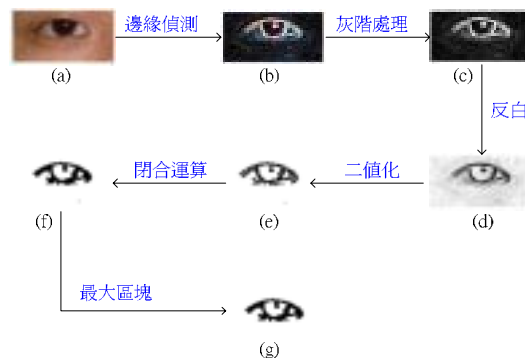 邊緣偵測
灰階處理
(a)
(b)
(c)
反白
閉合運算
二值化
(f)
(e)
(d)
最大區塊
(g)